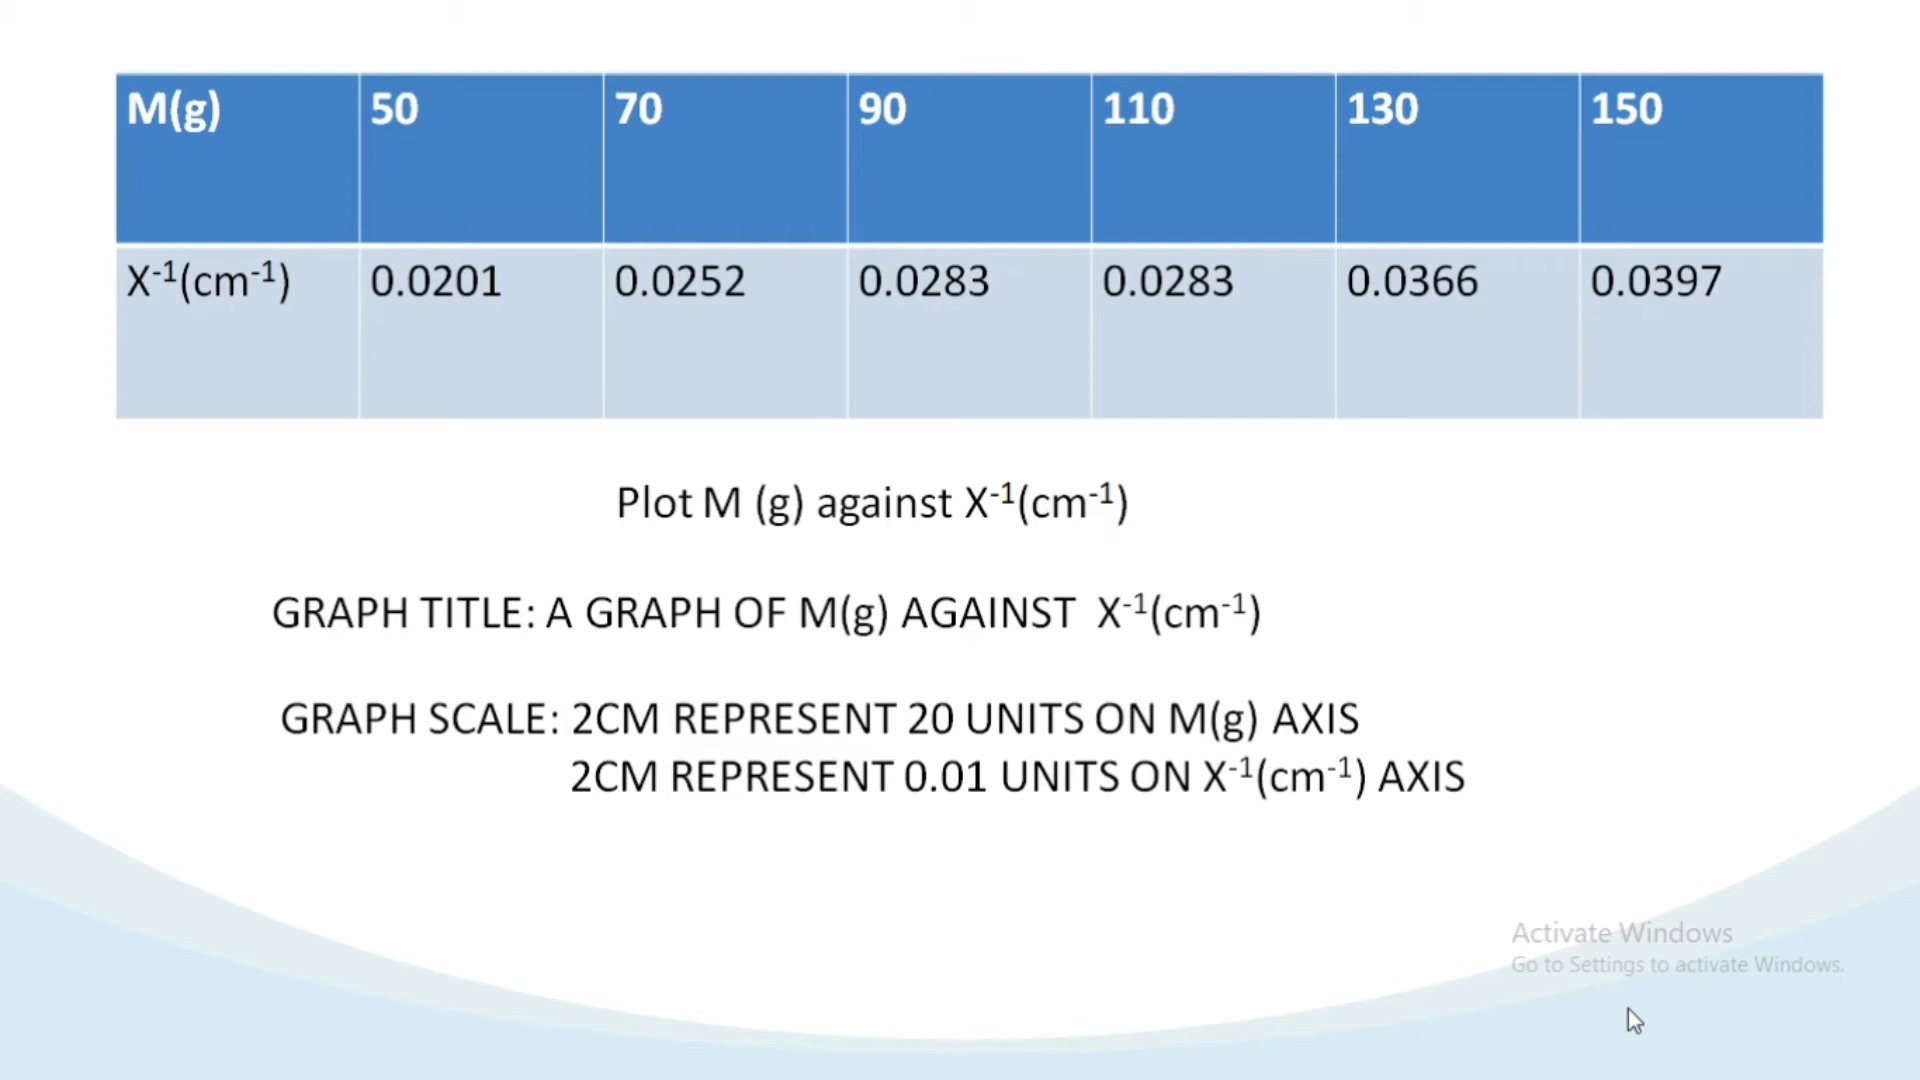 M(g) 50 70 90 110 130 150
X⁻¹(cm⁻¹) 0.0201 0.0252 0.0283 0.0283 0.0366 0.0397
Plot M (g) against X⁻¹(cm⁻¹)
GRAPH TITLE: A GRAPH OF M(g) AGAINST X⁻¹(cm⁻¹)
GRAPH SCALE: 2CM REPRESENT 20 UNITS ON M(g) AXIS
2CM REPRESENT 0.01 UNITS ON X⁻¹(cm⁻¹) AXIS
Activate Windows
Go to Settings to activate Windows.